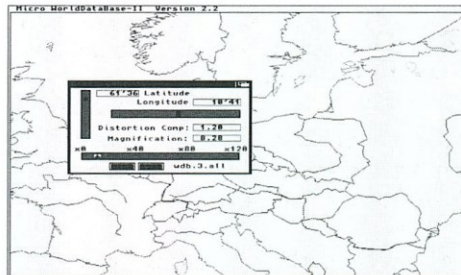 Micro WorldDataBase-II Version 2.2
61°36 Latitude
Longitude 10°41
Distortion Comp: 1.20
Magnification: 8.20
x0 x40 x80 x120
wdb.3.all